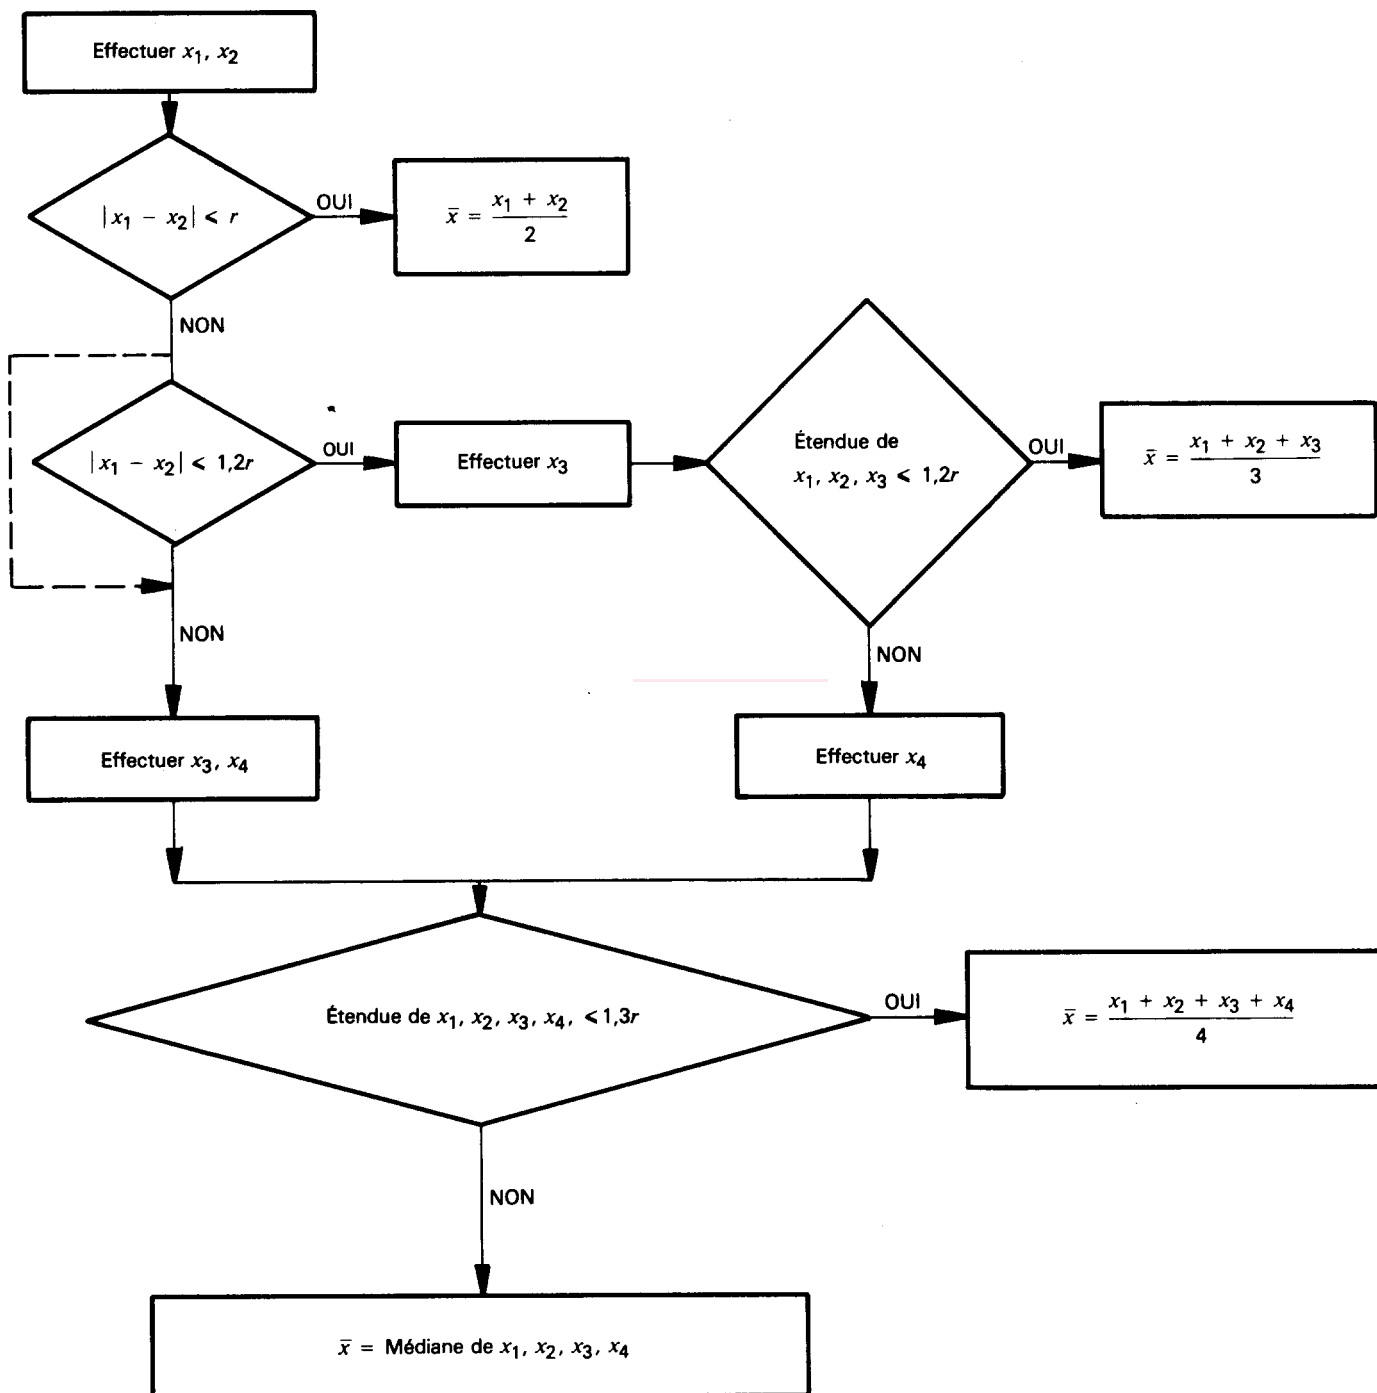 Effectuer x₁, x₂
|x₁ − x₂| ⩽ r
OUI
x̄ = (x₁ + x₂) / 2
NON
|x₁ − x₂| ⩽ 1,2r
OUI
Effectuer x₃
Étendue de
x₁, x₂, x₃ ⩽ 1,2r
OUI
x̄ = (x₁ + x₂ + x₃) / 3
NON
NON
Effectuer x₃, x₄
Effectuer x₄
Étendue de x₁, x₂, x₃, x₄, ⩽ 1,3r
OUI
x̄ = (x₁ + x₂ + x₃ + x₄) / 4
NON
x̄ = Médiane de x₁, x₂, x₃, x₄